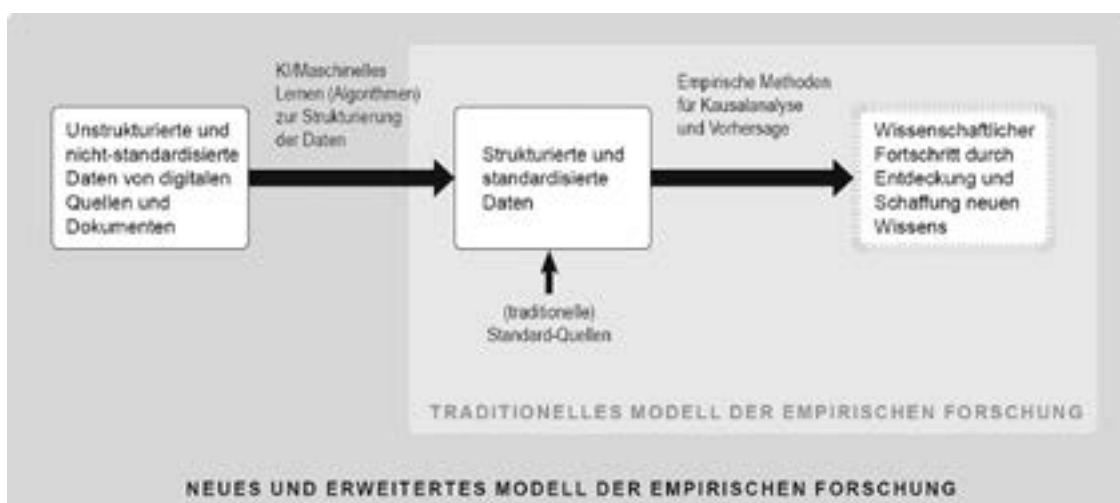 Unstrukturierte und
nicht-standardisierte
Daten von digitalen
Quellen und
Dokumenten
KI/Maschinelles
Lernen (Algorithmen)
zur Strukturierung
der Daten
Strukturierte und
standardisierte
Daten
(traditionelle)
Standard-Quellen
Empirische Methoden
für Kausalanalyse
und Vorhersage
Wissenschaftlicher
Fortschritt durch
Entdeckung und
Schaffung neuen
Wissens
TRADITIONELLES MODELL DER EMPIRISCHEN FORSCHUNG
NEUES UND ERWEITERTES MODELL DER EMPIRISCHEN FORSCHUNG